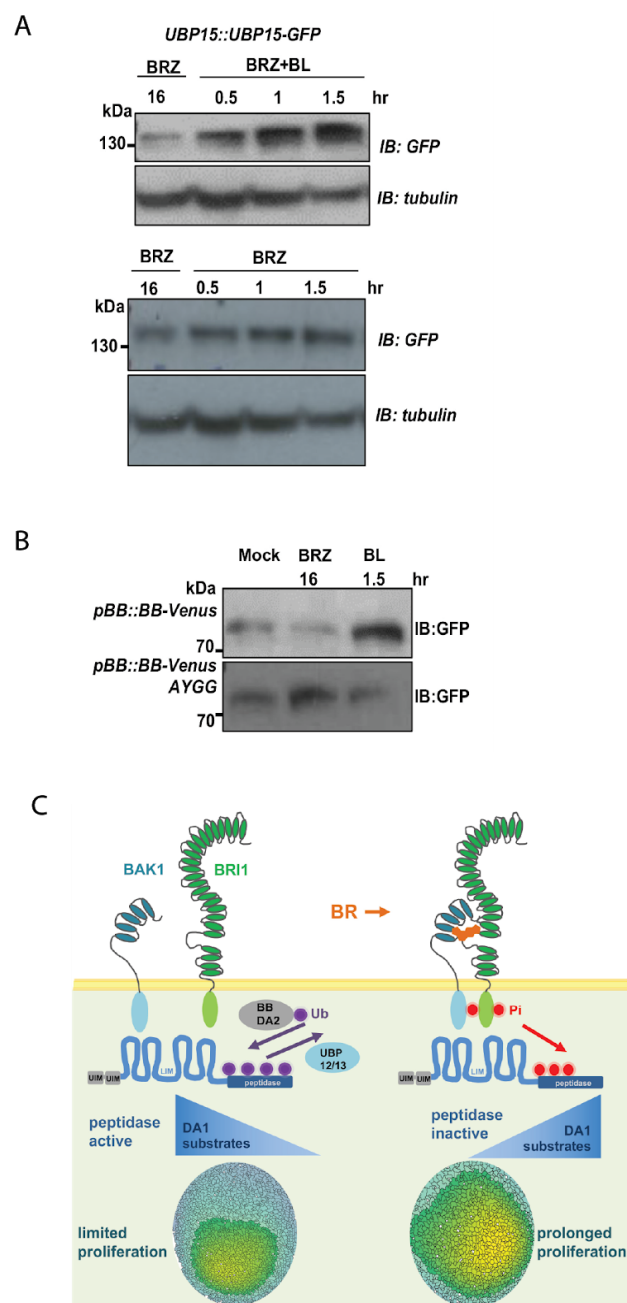 A
UBP15::UBP15-GFP
BRZ BRZ+BL
16 0.5 1 1.5 hr
kDa
130
IB: GFP
IB: tubulin
BRZ BRZ
16 0.5 1 1.5 hr
kDa
130
IB: GFP
IB: tubulin
B
Mock BRZ BL
16 1.5 hr
kDa
pBB::BB-Venus
IB:GFP
70
pBB::BB-Venus
AYGG
IB:GFP
70
C
BAK1
BRI1
BR
BB
DA2
Ub
UBP
12/13
UIM UIM LIM peptidase
Pi
UIM UIM LIM peptidase
peptidase
active
DA1
substrates
peptidase
inactive
DA1
substrates
limited
proliferation
prolonged
proliferation